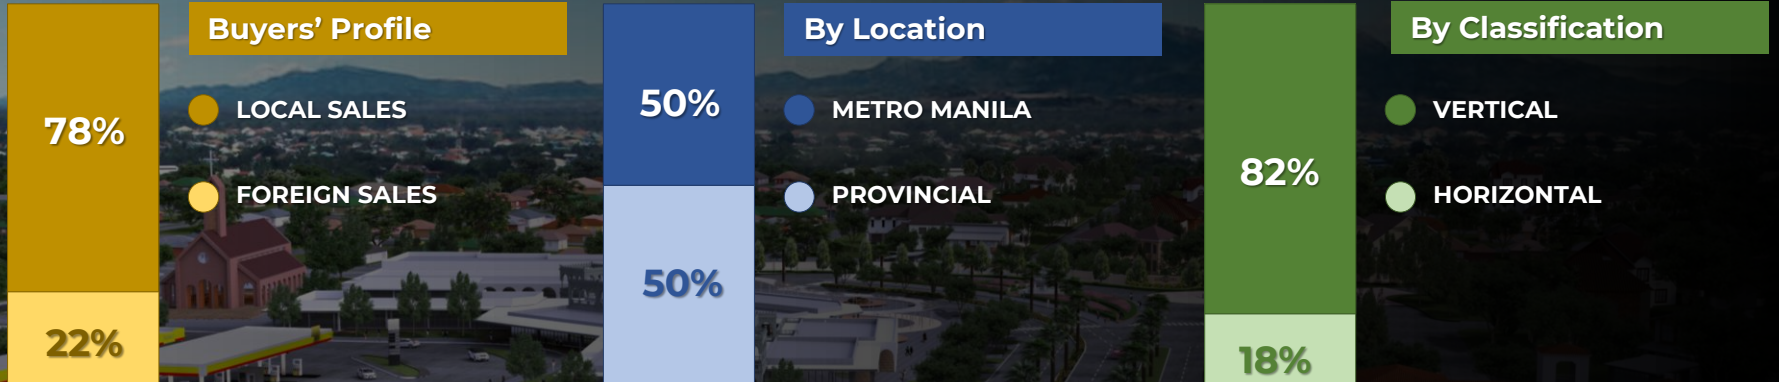 Buyers’ Profile
78%
LOCAL SALES
FOREIGN SALES
22%
By Location
50%
METRO MANILA
PROVINCIAL
50%
By Classification
82%
VERTICAL
HORIZONTAL
18%